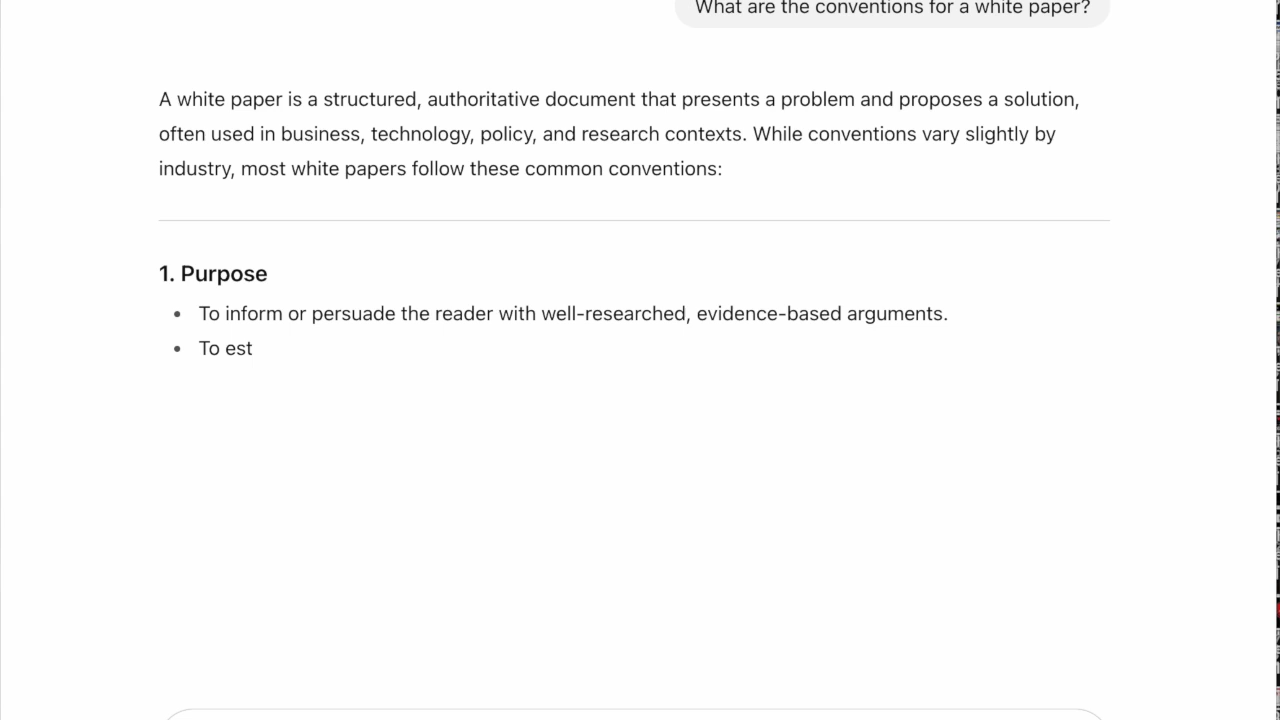 What are the conventions for a white paper?
A white paper is a structured, authoritative document that presents a problem and proposes a solution,
often used in business, technology, policy, and research contexts. While conventions vary slightly by
industry, most white papers follow these common conventions:
1. Purpose
• To inform or persuade the reader with well-researched, evidence-based arguments.
• To est